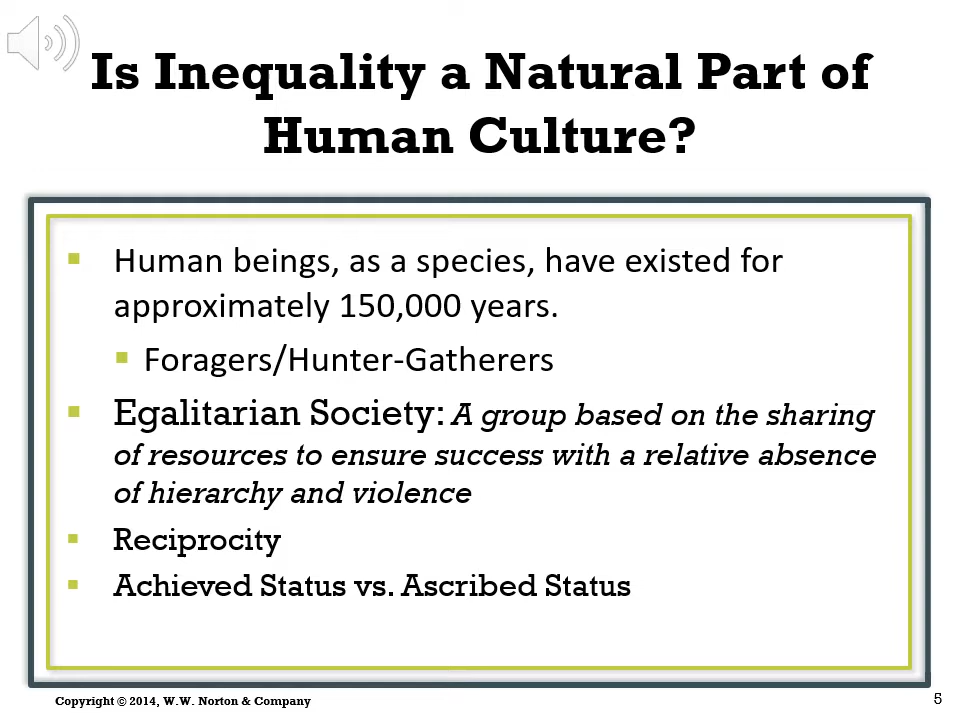 Is Inequality a Natural Part of
Human Culture?
Human beings, as a species, have existed for
approximately 150,000 years.
Foragers/Hunter-Gatherers
Egalitarian Society: A group based on the sharing
of resources to ensure success with a relative absence
of hierarchy and violence
Reciprocity
Achieved Status vs. Ascribed Status
Copyright © 2014, W.W. Norton & Company
5